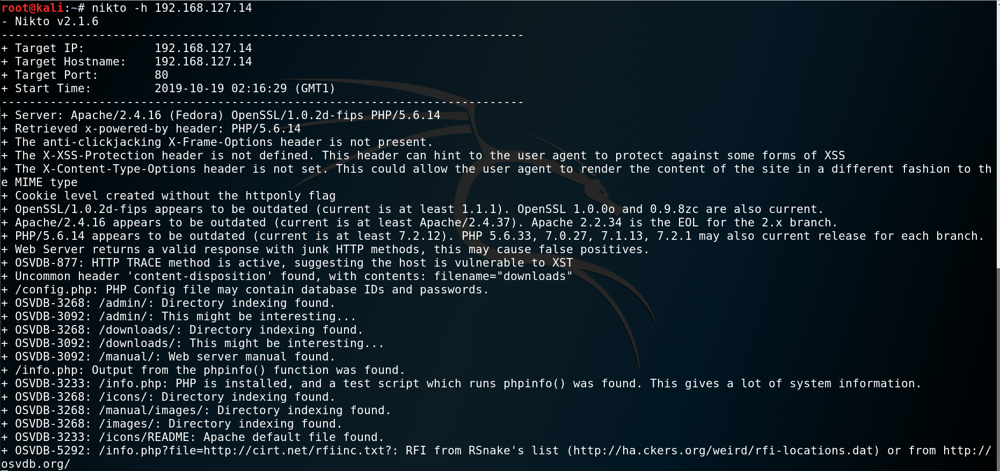 root@kali:~# nikto -h 192.168.127.14
- Nikto v2.1.6
---------------------------------------------------------------------------
+ Target IP:          192.168.127.14
+ Target Hostname:    192.168.127.14
+ Target Port:        80
+ Start Time:         2019-10-19 02:16:29 (GMT1)
---------------------------------------------------------------------------
+ Server: Apache/2.4.16 (Fedora) OpenSSL/1.0.2d-fips PHP/5.6.14
+ Retrieved x-powered-by header: PHP/5.6.14
+ The anti-clickjacking X-Frame-Options header is not present.
+ The X-XSS-Protection header is not defined. This header can hint to the user agent to protect against some forms of XSS
+ The X-Content-Type-Options header is not set. This could allow the user agent to render the content of the site in a different fashion to th
e MIME type
+ Cookie level created without the httponly flag
+ OpenSSL/1.0.2d-fips appears to be outdated (current is at least 1.1.1). OpenSSL 1.0.0o and 0.9.8zc are also current.
+ Apache/2.4.16 appears to be outdated (current is at least Apache/2.4.37). Apache 2.2.34 is the EOL for the 2.x branch.
+ PHP/5.6.14 appears to be outdated (current is at least 7.2.12). PHP 5.6.33, 7.0.27, 7.1.13, 7.2.1 may also current release for each branch.
+ Web Server returns a valid response with junk HTTP methods, this may cause false positives.
+ OSVDB-877: HTTP TRACE method is active, suggesting the host is vulnerable to XST
+ Uncommon header 'content-disposition' found, with contents: filename="downloads"
+ /config.php: PHP Config file may contain database IDs and passwords.
+ OSVDB-3268: /admin/: Directory indexing found.
+ OSVDB-3092: /admin/: This might be interesting...
+ OSVDB-3268: /downloads/: Directory indexing found.
+ OSVDB-3092: /downloads/: This might be interesting...
+ OSVDB-3092: /manual/: Web server manual found.
+ /info.php: Output from the phpinfo() function was found.
+ OSVDB-3233: /info.php: PHP is installed, and a test script which runs phpinfo() was found. This gives a lot of system information.
+ OSVDB-3268: /icons/: Directory indexing found.
+ OSVDB-3268: /manual/images/: Directory indexing found.
+ OSVDB-3268: /images/: Directory indexing found.
+ OSVDB-3233: /icons/README: Apache default file found.
+ OSVDB-5292: /info.php?file=http://cirt.net/rfiinc.txt?: RFI from RSnake's list (http://ha.ckers.org/weird/rfi-locations.dat) or from http://
osvdb.org/